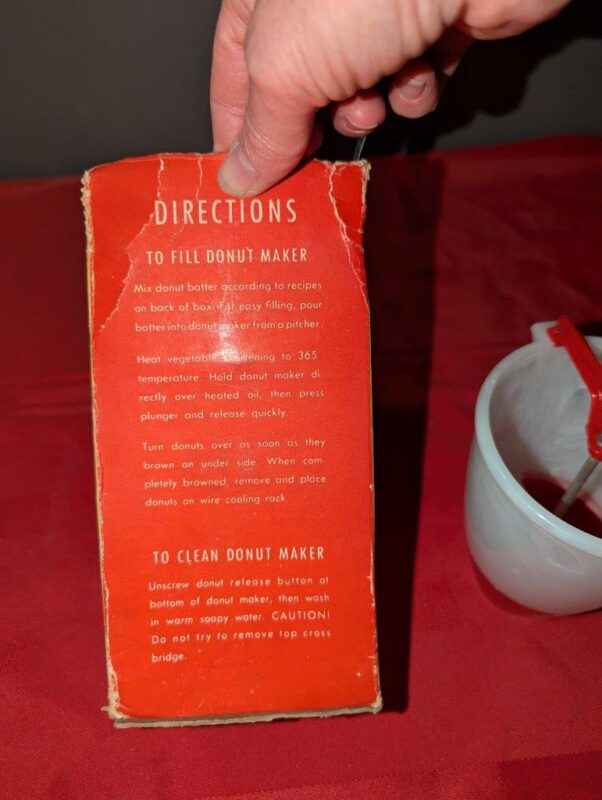 DIRECTIONS
TO FILL DONUT MAKER
Mix donut batter according to recipes
on back of box. For easy filling, pour
batter into donut maker from a pitcher.
Heat vegetable shortening to 365
temperature. Hold donut maker di
rectly over heated oil, then press
plunger and release quickly.
Turn donuts over as soon as they
brown on under side. When com
pletely browned, remove and place
donuts on wire cooling rack
TO CLEAN DONUT MAKER
Unscrew donut release button at
bottom of donut maker, then wash
in warm soapy water. CAUTION!
Do not try to remove top cross
bridge.